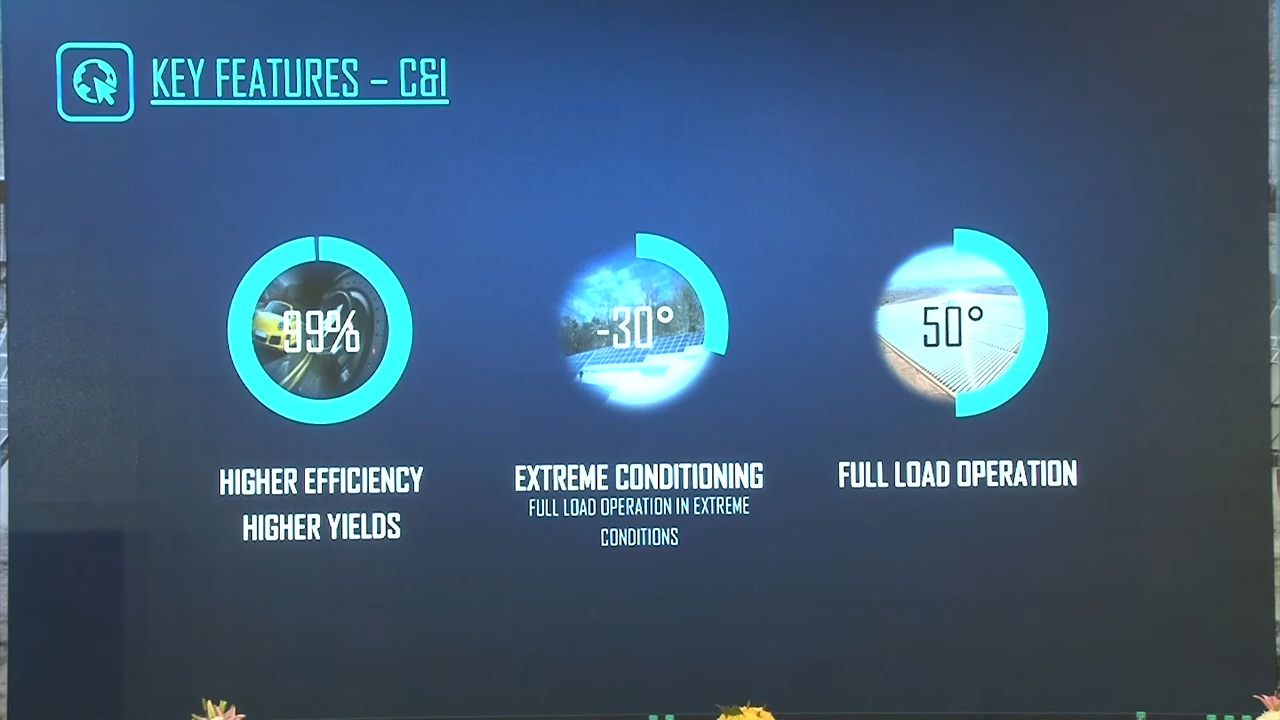 KEY FEATURES – C&I
99%
-30°
50°
HIGHER EFFICIENCY
HIGHER YIELDS
EXTREME CONDITIONING
FULL LOAD OPERATION IN EXTREME
CONDITIONS
FULL LOAD OPERATION